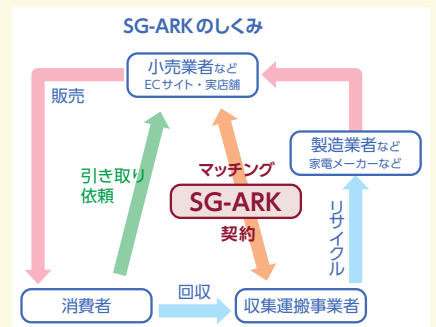 SG-ARKのしくみ
小売業者など
ECサイト・実店舗
販売
製造業者など
家電メーカーなど
引き取り
依頼
マッチング
SG-ARK
契約
リサイクル
消費者
回収
収集運搬事業者